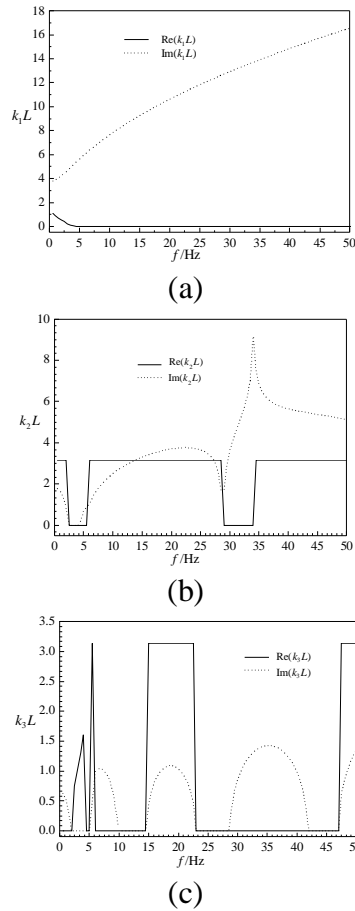 18
16
14
12
10
8
6
4
2
0
k₁L
Re(k₁L)
Im(k₁L)
0 5 10 15 20 25 30 35 40 45 50
f /Hz
(a)
10
8
6
4
2
0
k₂L
Re(k₂L)
Im(k₂L)
0 5 10 15 20 25 30 35 40 45 50
f /Hz
(b)
3.5
3.0
2.5
2.0
1.5
1.0
0.5
0.0
k₃L
Re(k₃L)
Im(k₃L)
0 5 10 15 20 25 30 35 40 45 50
f /Hz
(c)